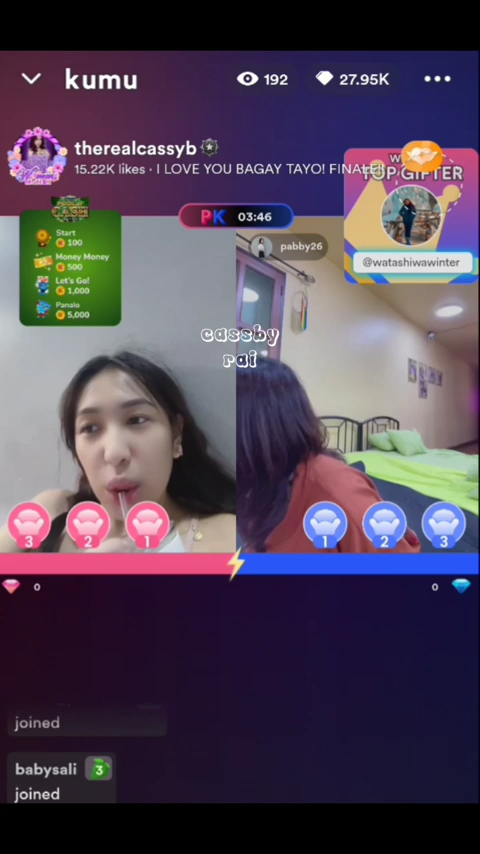 kumu
192
27.95K
therealcassyb
15.22K likes · I LOVE YOU BAGAY TAYO! FINALE!!
TOP GIFTER
@watashiwawinter
PK 03:46
pabby26
Start
100
Money Money
500
Let's Go!
1,000
Panalo
5,000
cassby
rai
3
2
1
1
2
3
0
0
joined
babysali 3
joined